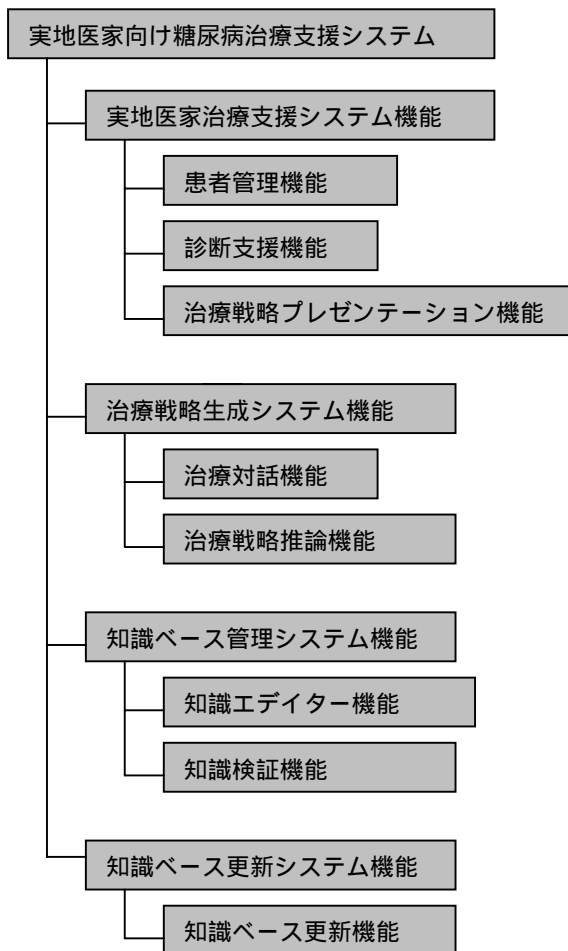 実地医家向け糖尿病治療支援システム
実地医家治療支援システム機能
患者管理機能
診断支援機能
治療戦略プレゼンテーション機能
治療戦略生成システム機能
治療対話機能
治療戦略推論機能
知識ベース管理システム機能
知識エデイター機能
知識検証機能
知識ベース更新システム機能
知識ベース更新機能